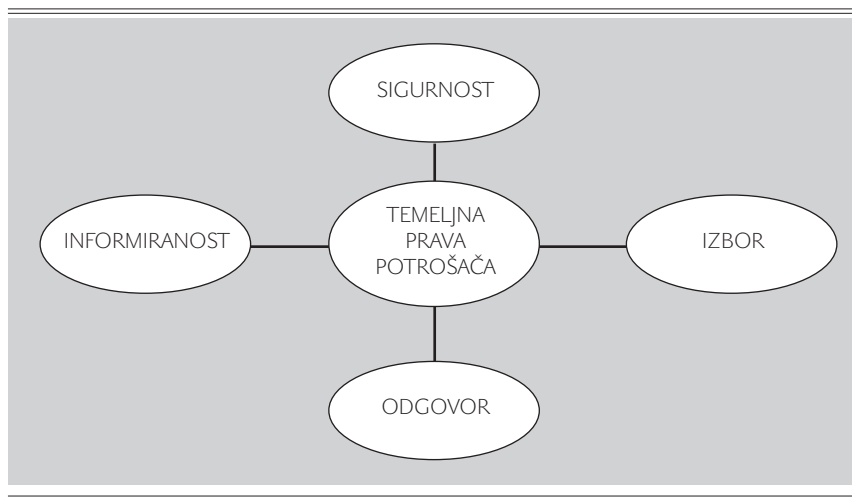 SIGURNOST
INFORMIRANOST
TEMELJNA
PRAVA
POTROŠAČA
IZBOR
ODGOVOR